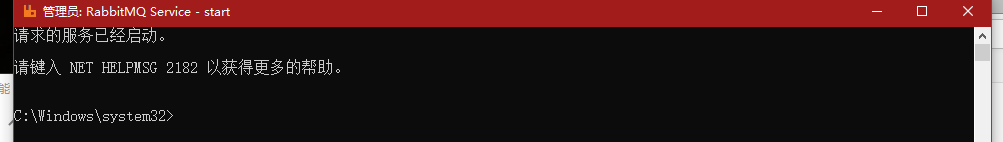 管理员: RabbitMQ Service - start
请求的服务已经启动。
请键入 NET HELPMSG 2182 以获得更多的帮助。
能
C:\Windows\system32>